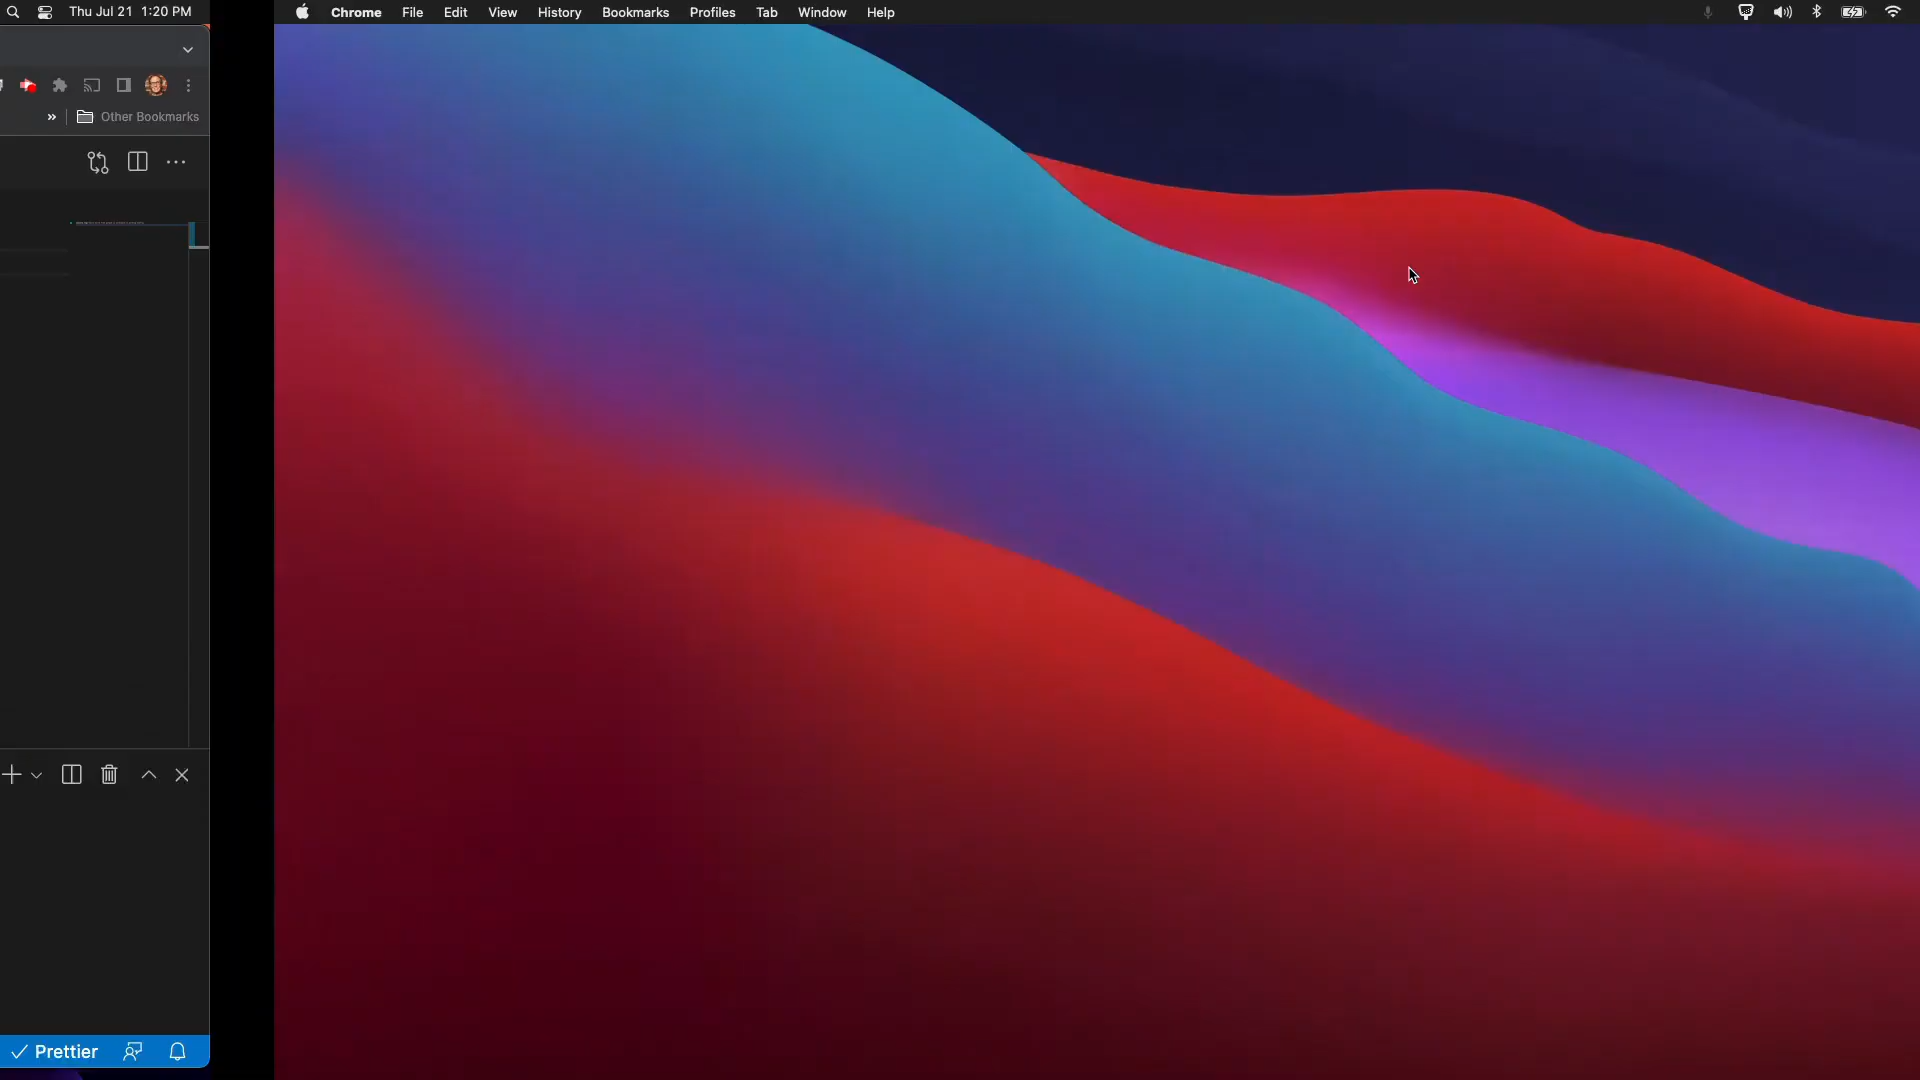 Thu Jul 21 1:20 PM
Chrome File Edit View History Bookmarks Profiles Tab Window Help
» Other Bookmarks
Prettier